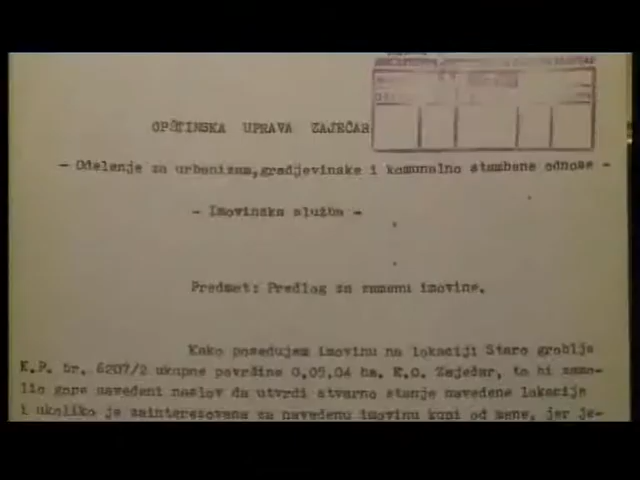 OPŠTINSKA UPRAVA ZAJEČAR
- Odelenje za urbanizam, gradjevinske i komunalno stambene odnose -
- Imovinska služba -
Predmet: Predlog za zameni imovine.
Kako posedujem imovinu na lokaciji Staro groblje
K.P. br. 6207/2 ukupne površine 0,05,04 ha. K.O. Zaječar, to bi zamo-
lio gore navedeni naslov da utvrdi stvarno stanje navedene lokacije
i ukoliko je zainteresovana za navedenu imovinu kupi od mene, jer je-